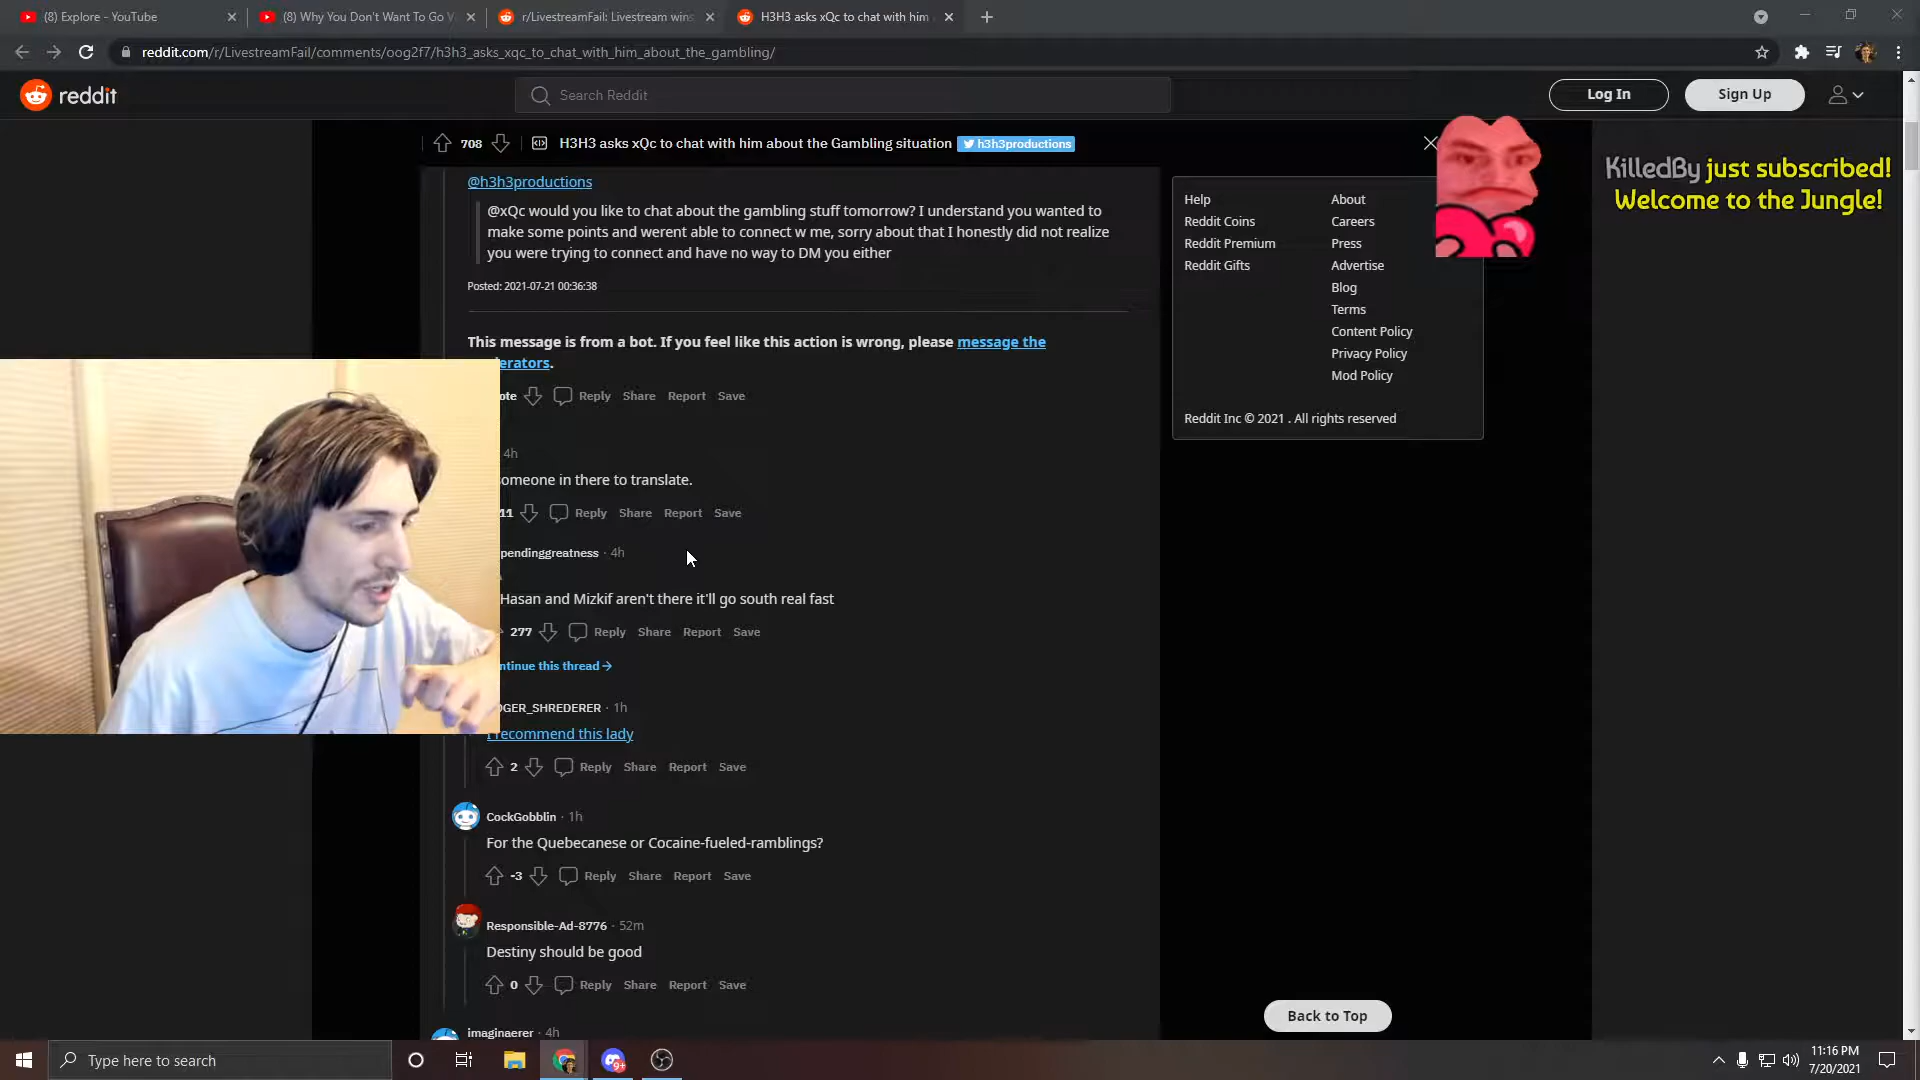 (8) Explore - YouTube
(8) Why You Don't Want To Go V
r/LivestreamFail: Livestream wins
H3H3 asks xQc to chat with him
reddit.com/r/LivestreamFail/comments/oog2f7/h3h3_asks_xqc_to_chat_with_him_about_the_gambling/
reddit
Search Reddit
Log In
Sign Up
708
H3H3 asks xQc to chat with him about the Gambling situation
h3h3productions
KilledBy just subscribed!
Welcome to the Jungle!
@h3h3productions
@xQc would you like to chat about the gambling stuff tomorrow? I understand you wanted to
make some points and werent able to connect w me, sorry about that I honestly did not realize
you were trying to connect and have no way to DM you either
Posted: 2021-07-21 00:36:38
This message is from a bot. If you feel like this action is wrong, please message the
erators.
ote Reply Share Report Save
4h
omeone in there to translate.
11 Reply Share Report Save
pendinggreatness · 4h
Hasan and Mizkif aren't there it'll go south real fast
277 Reply Share Report Save
ntinue this thread
OGER_SHREDERER · 1h
I recommend this lady
2 Reply Share Report Save
CockGobblin · 1h
For the Quebecanese or Cocaine-fueled-ramblings?
-3 Reply Share Report Save
Responsible-Ad-8776 · 52m
Destiny should be good
0 Reply Share Report Save
imaginaerer · 4h
Help
Reddit Coins
Reddit Premium
Reddit Gifts
About
Careers
Press
Advertise
Blog
Terms
Content Policy
Privacy Policy
Mod Policy
Reddit Inc © 2021 . All rights reserved
Back to Top
Type here to search
9+
11:16 PM
7/20/2021